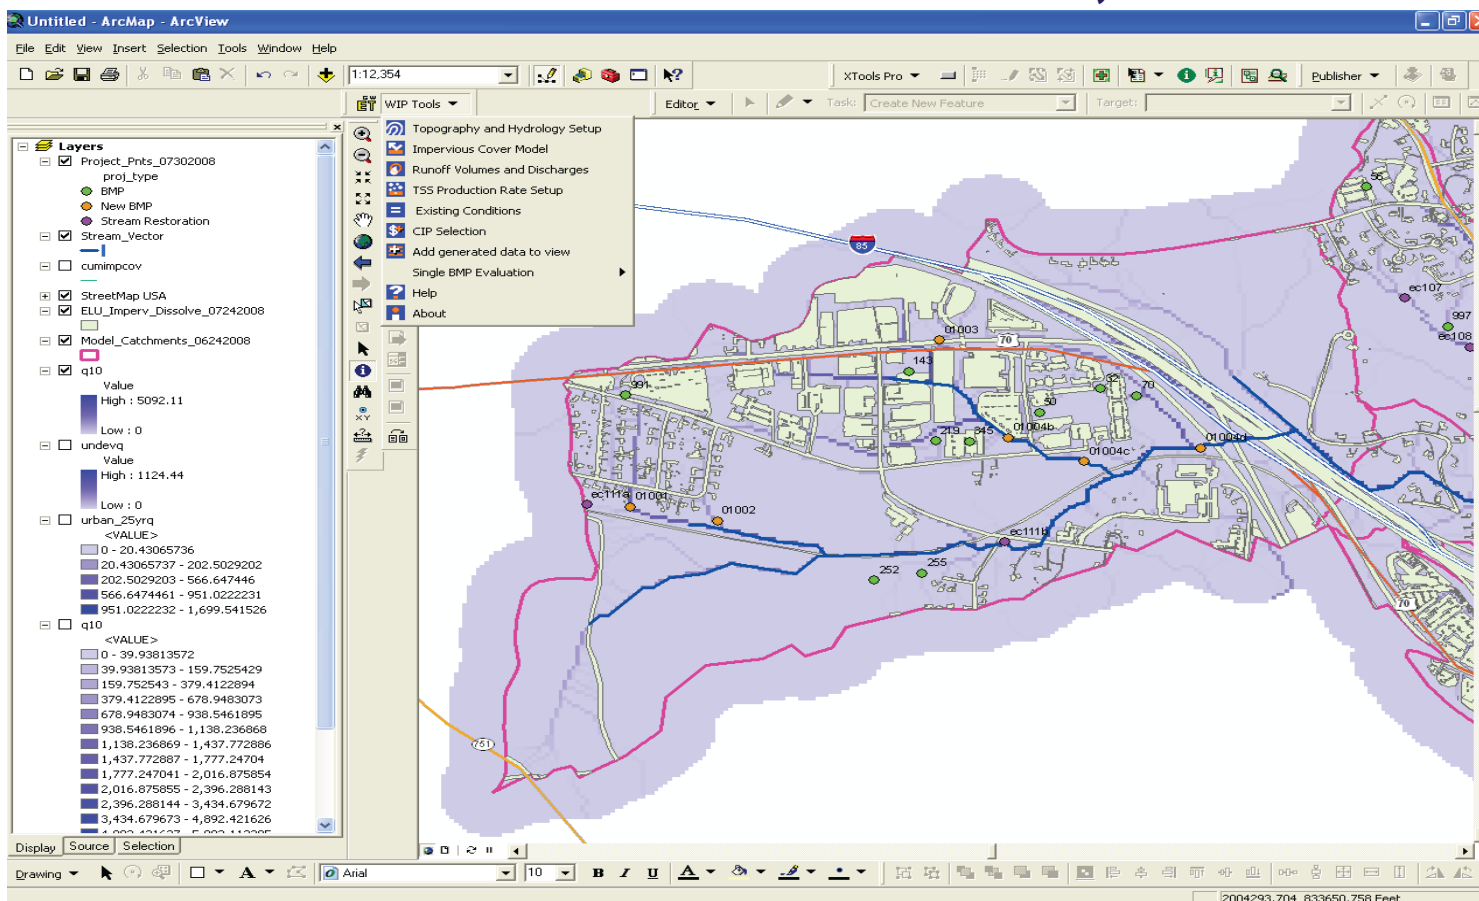 Untitled - ArcMap - ArcView
File Edit View Insert Selection Tools Window Help
1:12,354
XTools Pro
Publisher
WIP Tools
Editor
Task: Create New Feature
Target:
Topography and Hydrology Setup
Impervious Cover Model
Runoff Volumes and Discharges
TSS Production Rate Setup
Existing Conditions
CIP Selection
Add generated data to view
Single BMP Evaluation
Help
About
Layers
Project_Pnts_07302008
proj_type
BMP
New BMP
Stream Restoration
Stream_Vector
cumimpcov
StreetMap USA
ELU_Imperv_Dissolve_07242008
Model_Catchments_06242008
q10
Value
High : 5092.11
Low : 0
undevq
Value
High : 1124.44
Low : 0
urban_25yrq
<VALUE>
0 - 20.43065736
20.43065737 - 202.5029202
202.5029203 - 566.647446
566.6474461 - 951.0222231
951.0222232 - 1,699.541526
q10
<VALUE>
0 - 39.93813572
39.93813573 - 159.7525429
159.752543 - 379.4122894
379.4122895 - 678.9483073
678.9483074 - 938.5461895
938.5461896 - 1,138.236868
1,138.236869 - 1,437.772886
1,437.772887 - 1,777.24704
1,777.247041 - 2,016.875854
2,016.875855 - 2,396.288143
2,396.288144 - 3,434.679672
3,434.679673 - 4,892.421626
Display Source Selection
56
85
ec107
997
ec108
01003
70
143
391
321
70
50
219
345
01004b
01004c
01004d
ec111a
01001
01002
ec111b
252
255
70
751
Drawing
Arial
10
B I U A
2004293.704 833650.758 Feet